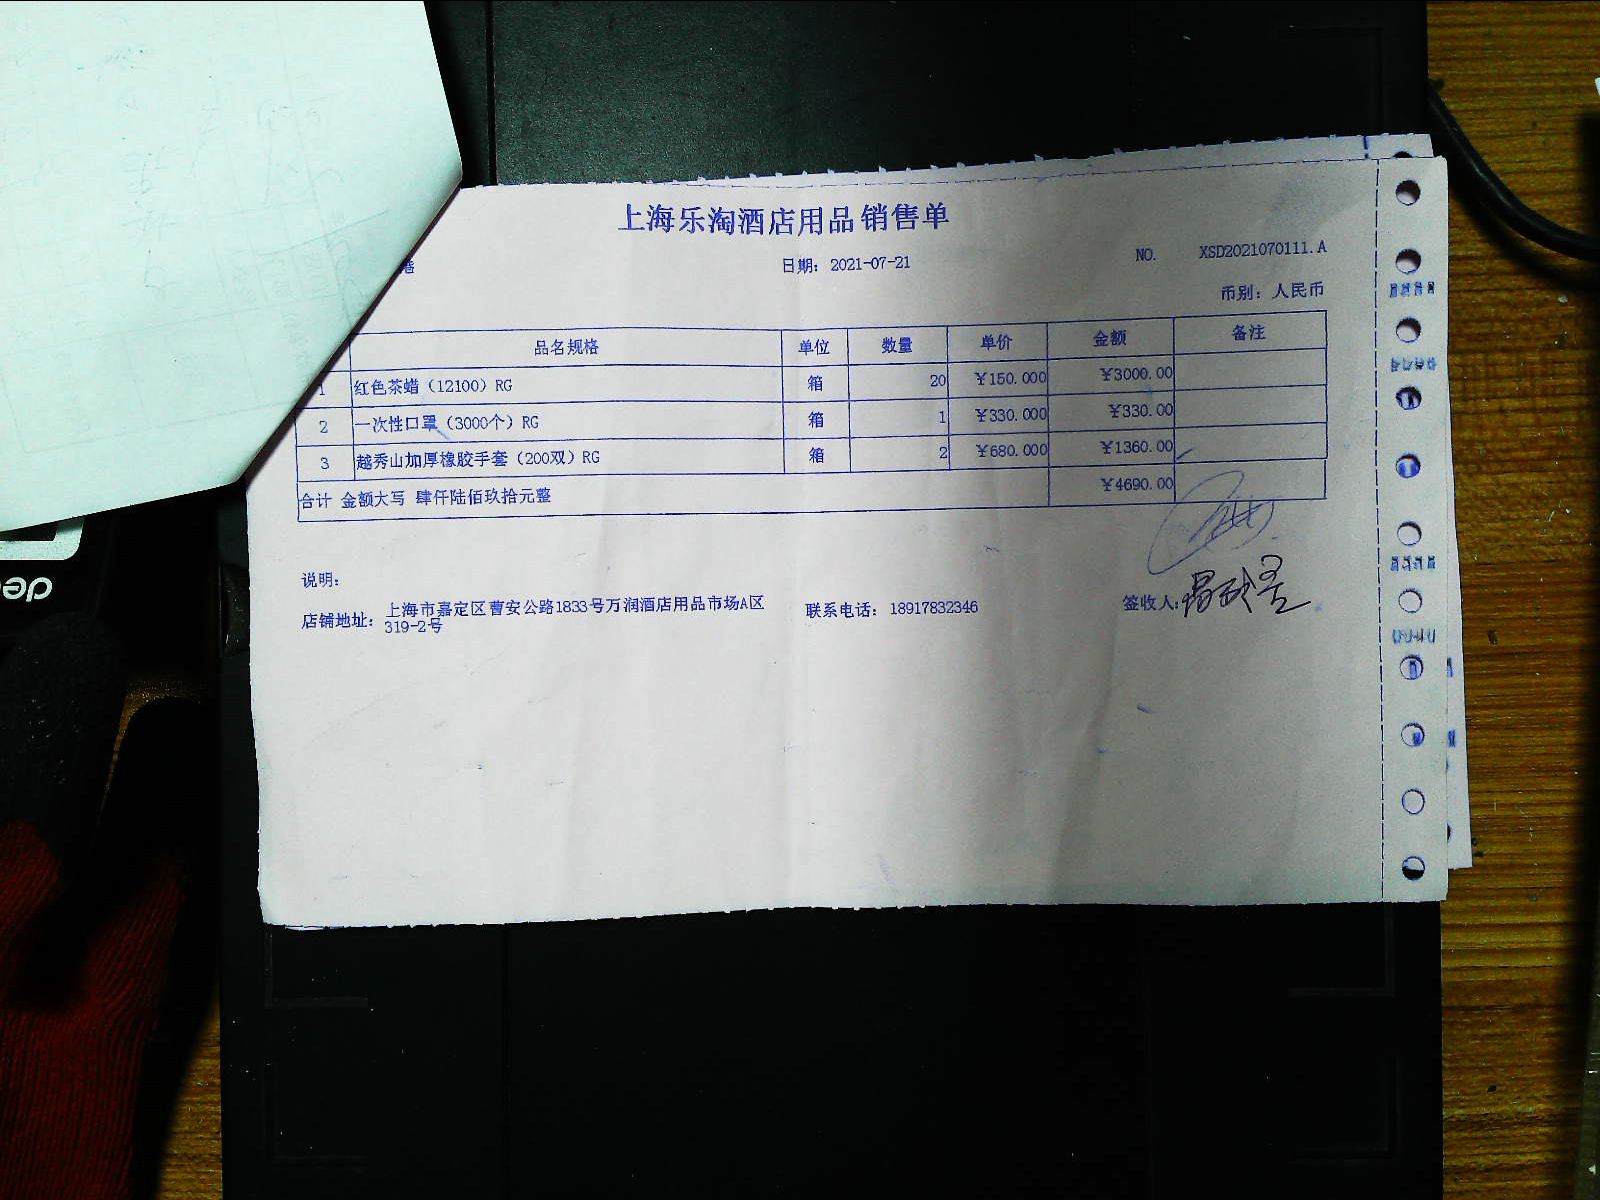 上海乐淘酒店用品销售单
港 日期：2021-07-21 NO. XSD2021070111.A
币别：人民币
品名规格 单位 数量 单价 金额 备注
1 红色茶蜡（12100）RG 箱 20 ¥150.000 ¥3000.00
2 一次性口罩（3000个）RG 箱 1 ¥330.000 ¥330.00
3 越秀山加厚橡胶手套（200双）RG 箱 2 ¥680.000 ¥1360.00
合计 金额大写 肆仟陆佰玖拾元整 ¥4690.00
说明：
店铺地址：上海市嘉定区曹安公路1833号万润酒店用品市场A区
319-2号
联系电话：18917832346
签收人: